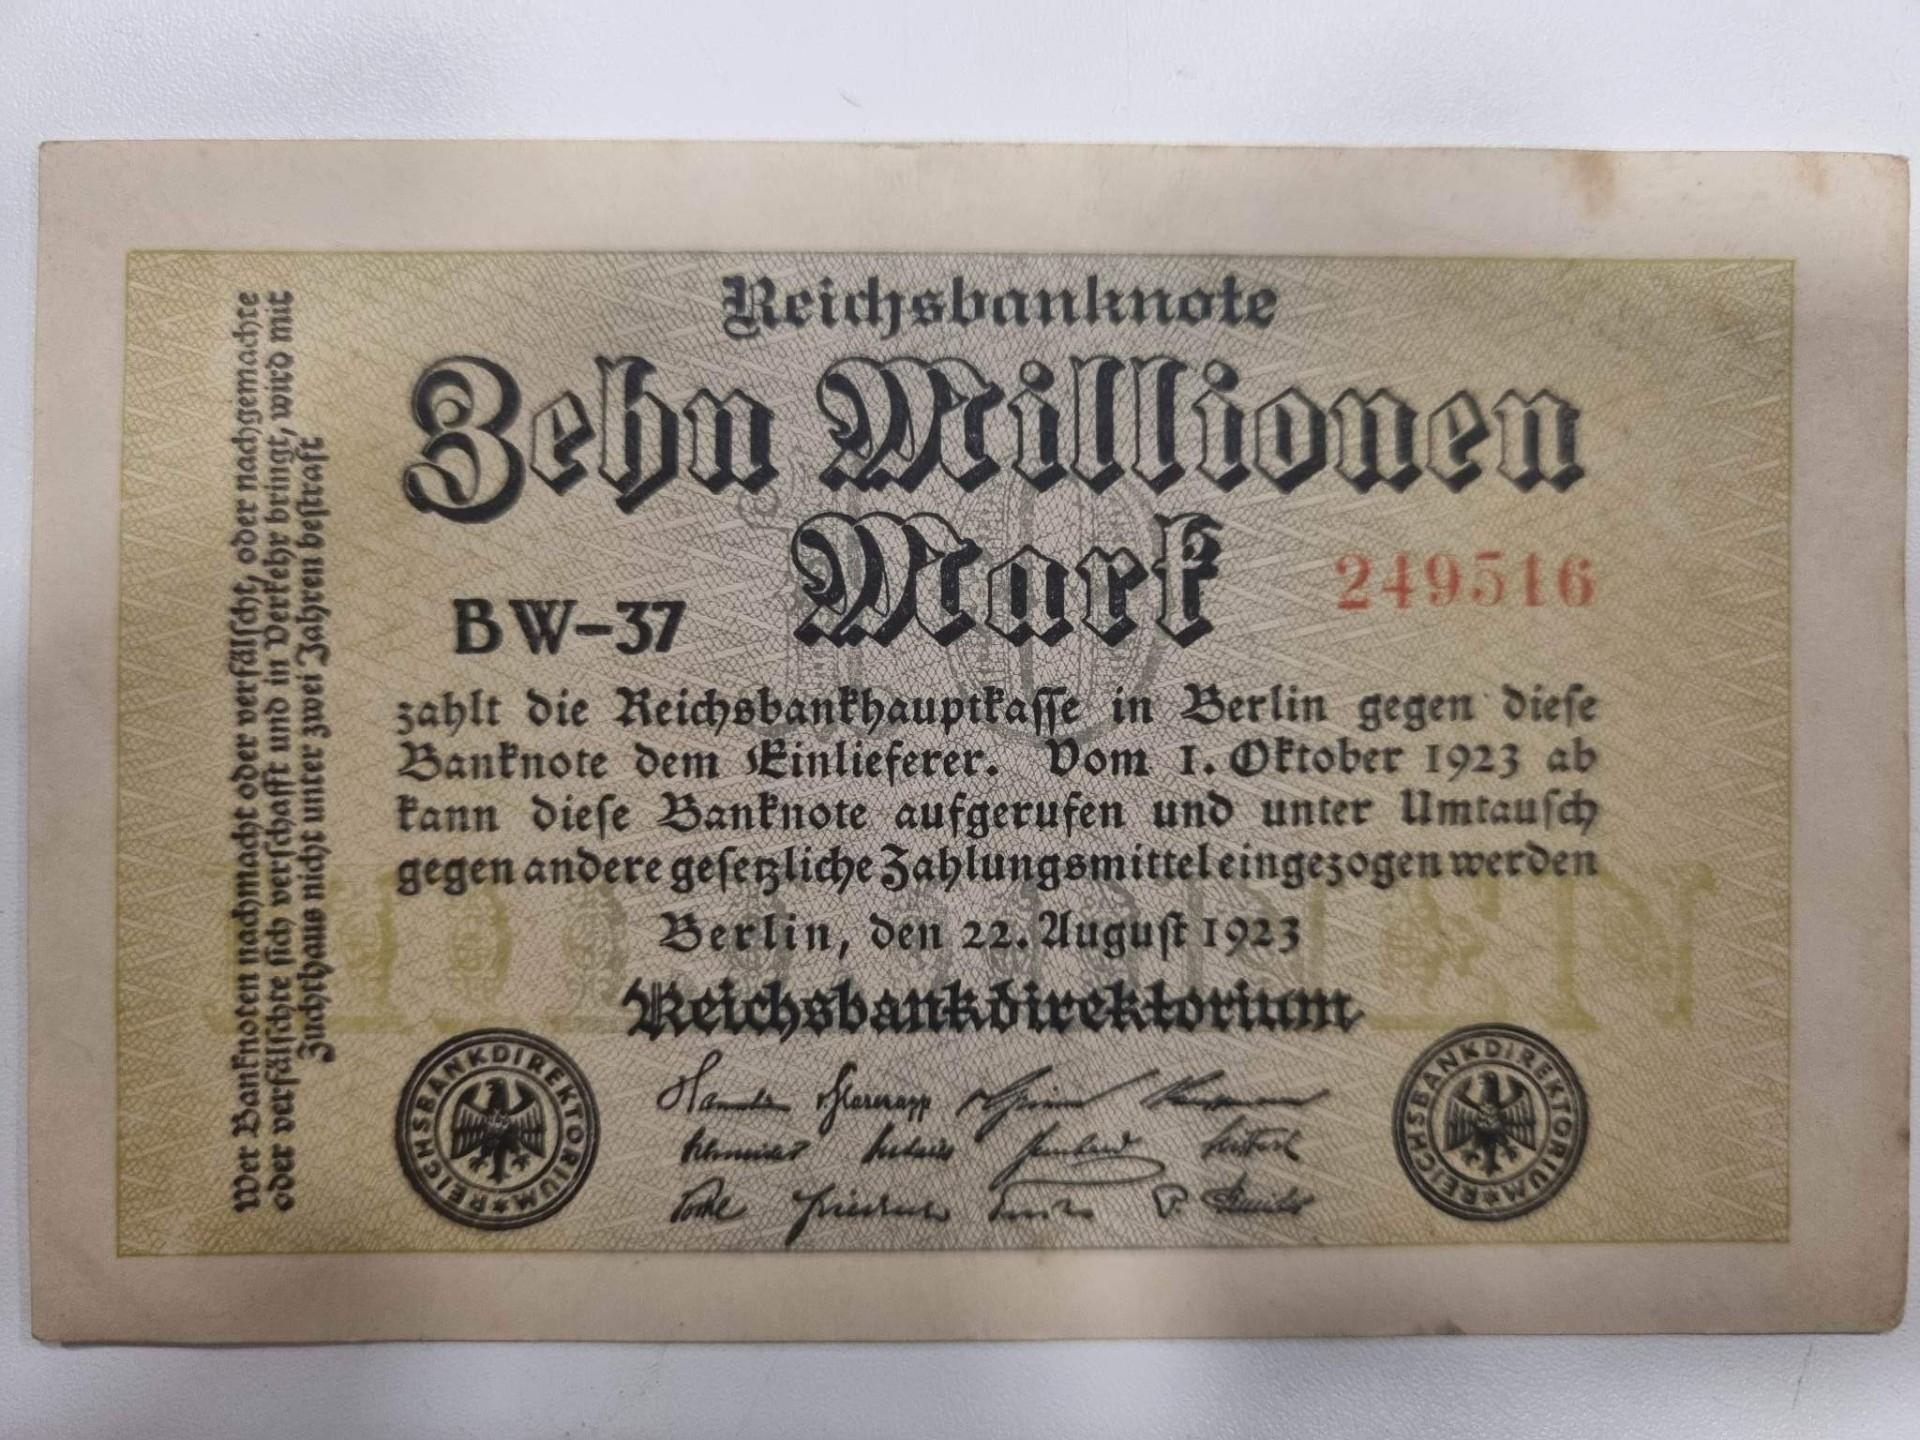 Reichsbanknote
Zehn Millionen
Mark
BW-37
249516
zahlt die Reichsbankhauptkasse in Berlin gegen diese
Banknote dem Einlieferer. Vom 1. Oktober 1923 ab
kann diese Banknote aufgerufen und unter Umtausch
gegen andere gesetzliche Zahlungsmittel eingezogen werden
Berlin, den 22. August 1923
Reichsbankdirektorium
REICHSBANKDIREKTORIUM
REICHSBANKDIREKTORIUM
Wer Banknoten nachmacht oder verfälscht, oder nachgemachte
oder verfälschte sich verschafft und in Verkehr bringt, wird mit
Zuchthaus nicht unter zwei Jahren bestraft